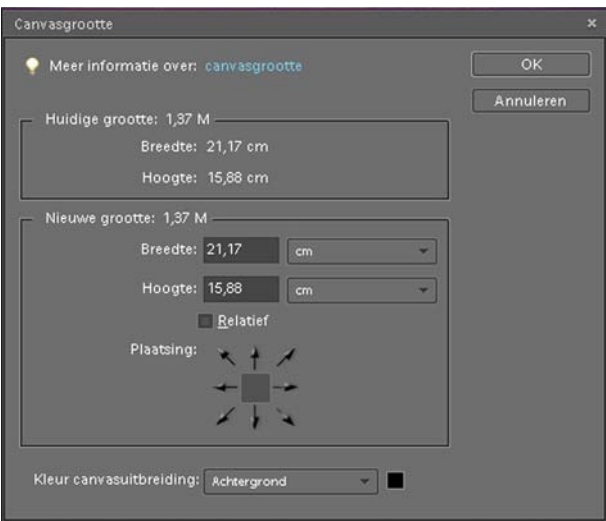 Canvasgrootte
Meer informatie over: canvasgrootte
OK
Annuleren
Huidige grootte: 1,37 M
Breedte: 21,17 cm
Hoogte: 15,88 cm
Nieuwe grootte: 1,37 M
Breedte: 21,17 cm
Hoogte: 15,88 cm
Relatief
Plaatsing:
Kleur canvasuitbreiding: Achtergrond